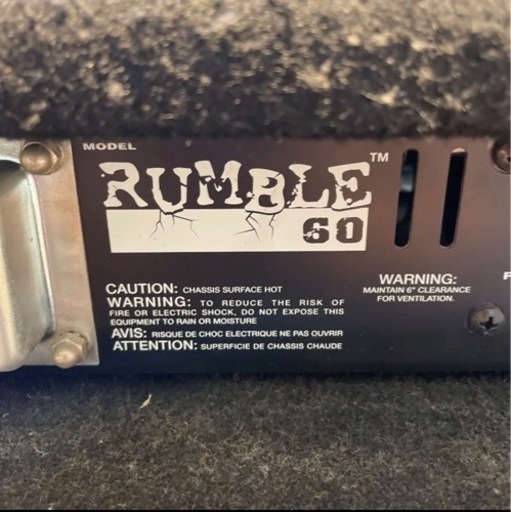 MODEL
RUMBLE™
60
CAUTION: CHASSIS SURFACE HOT
WARNING: TO REDUCE THE RISK OF
FIRE OR ELECTRIC SHOCK, DO NOT EXPOSE THIS
EQUIPMENT TO RAIN OR MOISTURE
AVIS: RISQUE DE CHOC ELECTRIQUE NE PAS OUVRIR
ATTENTION: SUPERFICIE DE CHASSIS CHAUDE
WARNING:
MAINTAIN 6" CLEARANCE
FOR VENTILATION.